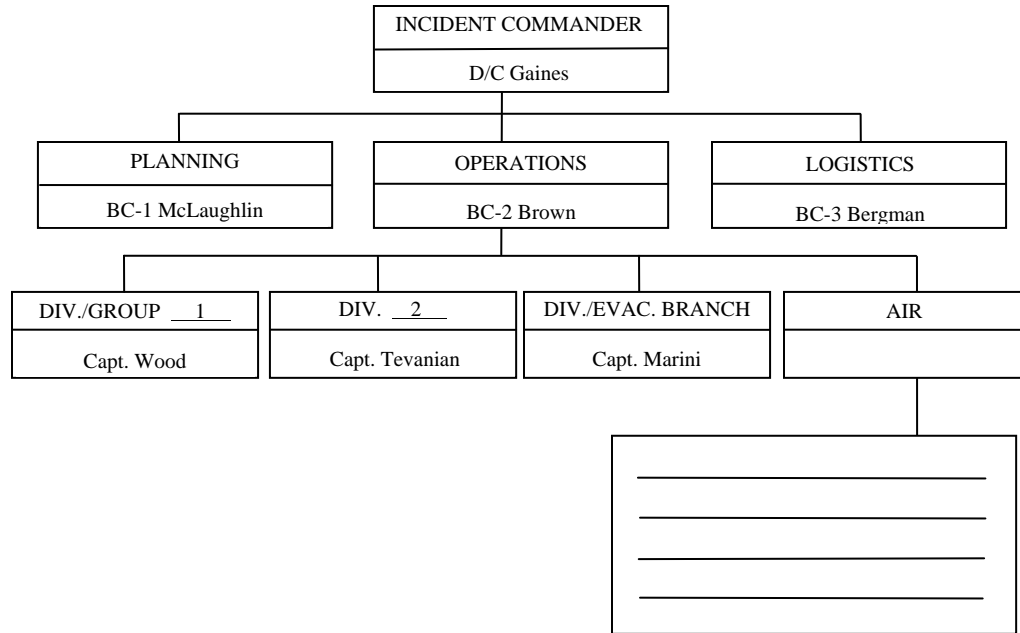 INCIDENT COMMANDER
D/C Gaines
PLANNING
BC-1 McLaughlin
OPERATIONS
BC-2 Brown
LOGISTICS
BC-3 Bergman
DIV./GROUP 1
Capt. Wood
DIV. 2
Capt. Tevanian
DIV./EVAC. BRANCH
Capt. Marini
AIR